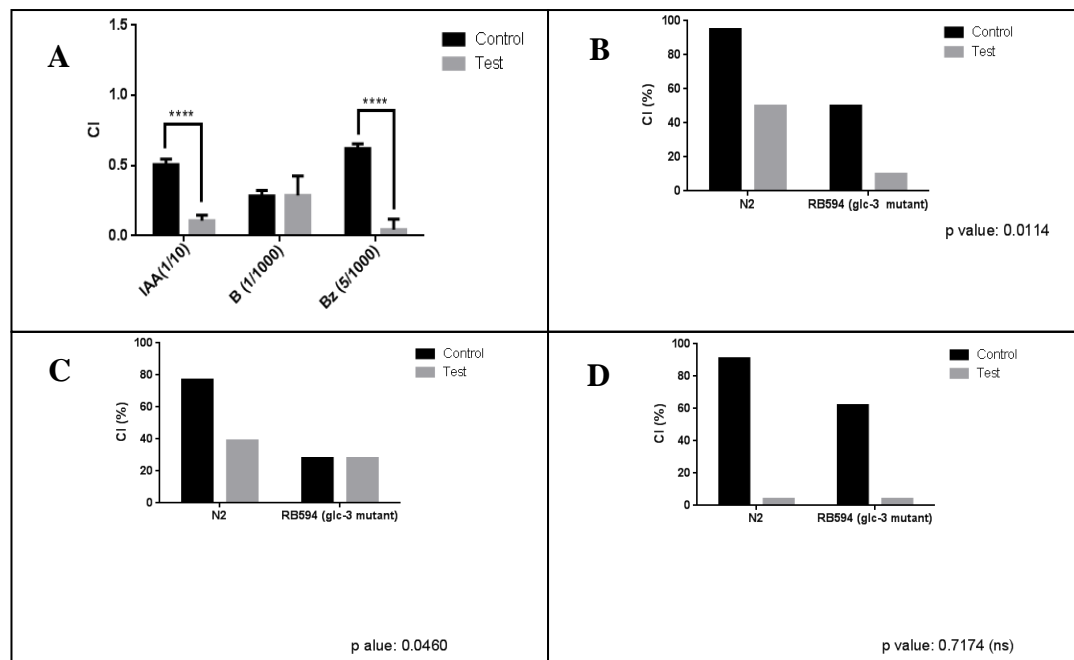 A
1.5
1.0
0.5
0.0
CI
Control
Test
****
****
IAA(1/10)
B (1/1000)
Bz (5/1000)
B
100
80
60
40
20
0
CI (%)
Control
Test
N2
RB594 (glc-3 mutant)
p value: 0.0114
C
100
80
60
40
20
0
CI (%)
Control
Test
N2
RB594 (glc-3 mutant)
p alue: 0.0460
D
100
80
60
40
20
0
CI (%)
Control
Test
N2
RB594 (glc-3 mutant)
p value: 0.7174 (ns)